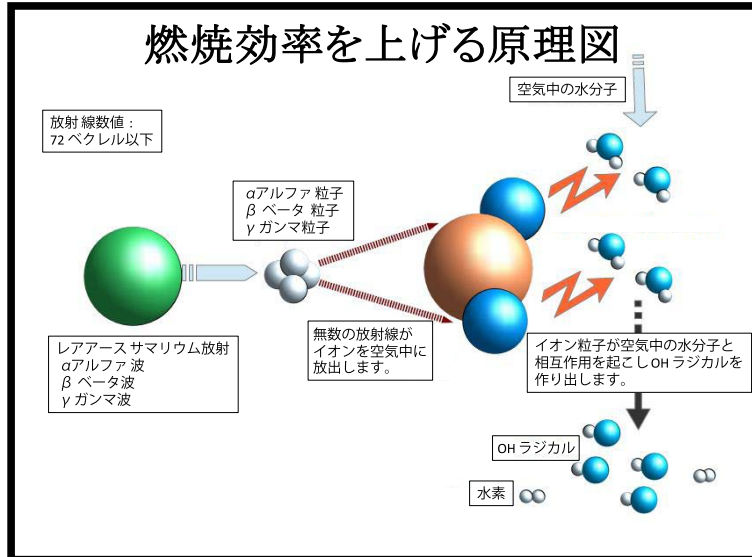 燃焼効率を上げる原理図
空気中の水分子
放射線数値：
72 ベクレル以下
αアルファ 粒子
β ベータ 粒子
γ ガンマ粒子
レアアース サマリウム放射
αアルファ 波
β ベータ波
γ ガンマ波
無数の放射線が
イオンを空気中に
放出します。
イオン粒子が空気中の水分子と
相互作用を起こし OH ラジカルを
作り出します。
OH ラジカル
水素